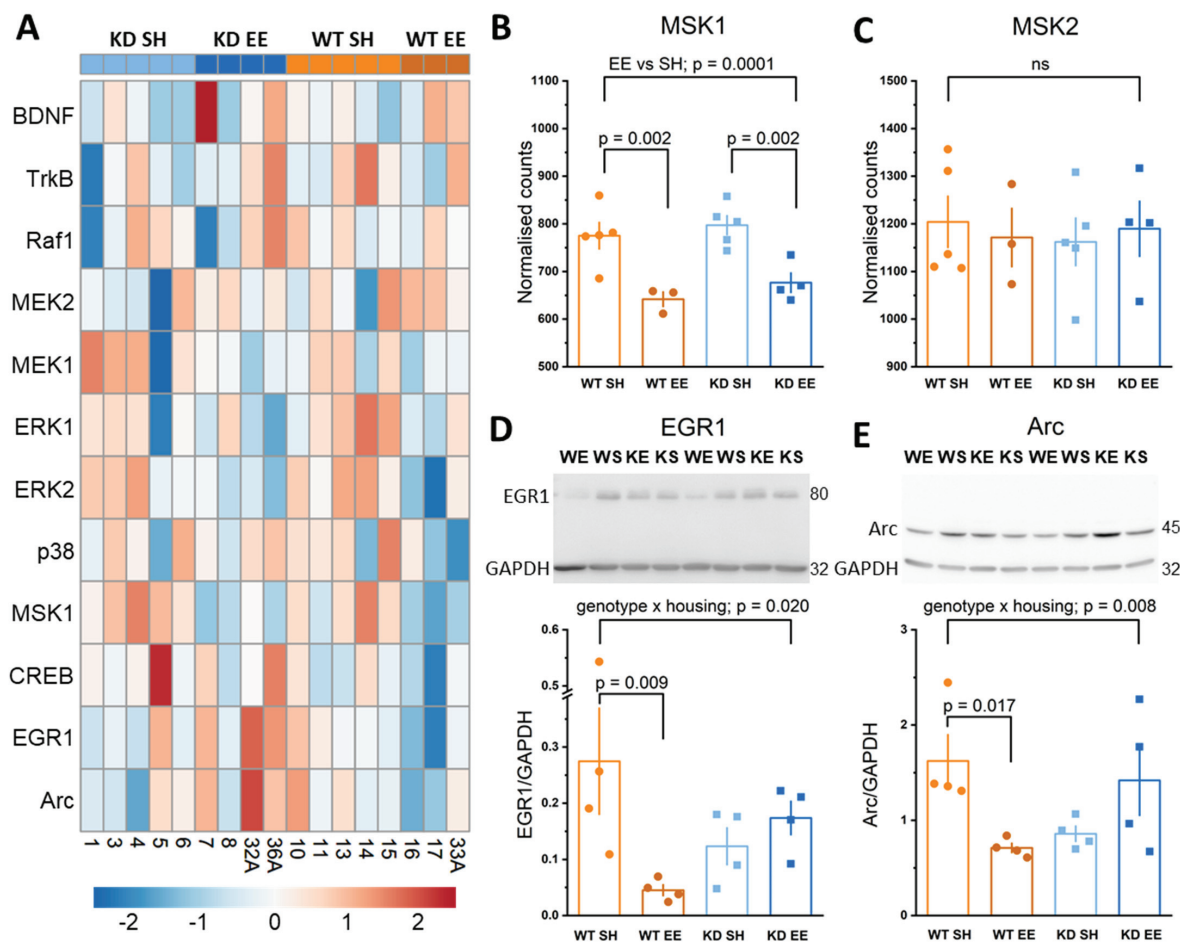 A
KD SH KD EE WT SH WT EE
BDNF
TrkB
Raf1
MEK2
MEK1
ERK1
ERK2
p38
MSK1
CREB
EGR1
Arc
1 3 4 5 6 7 8 32A 36A 10 11 13 14 15 16 17 33A
-2 -1 0 1 2
B
MSK1
EE vs SH; p = 0.0001
p = 0.002 p = 0.002
Normalised counts
1100
1000
900
800
700
600
500
WT SH WT EE KD SH KD EE
C
MSK2
ns
Normalised counts
1500
1400
1300
1200
1100
1000
900
WT SH WT EE KD SH KD EE
D
EGR1
WE WS KE KS WE WS KE KS
EGR1 80
GAPDH 32
genotype x housing; p = 0.020
p = 0.009
EGR1/GAPDH
0.6
0.5
0.3
0.2
0.1
0.0
WT SH WT EE KD SH KD EE
E
Arc
WE WS KE KS WE WS KE KS
Arc 45
GAPDH 32
genotype x housing; p = 0.008
p = 0.017
Arc/GAPDH
3
2
1
0
WT SH WT EE KD SH KD EE